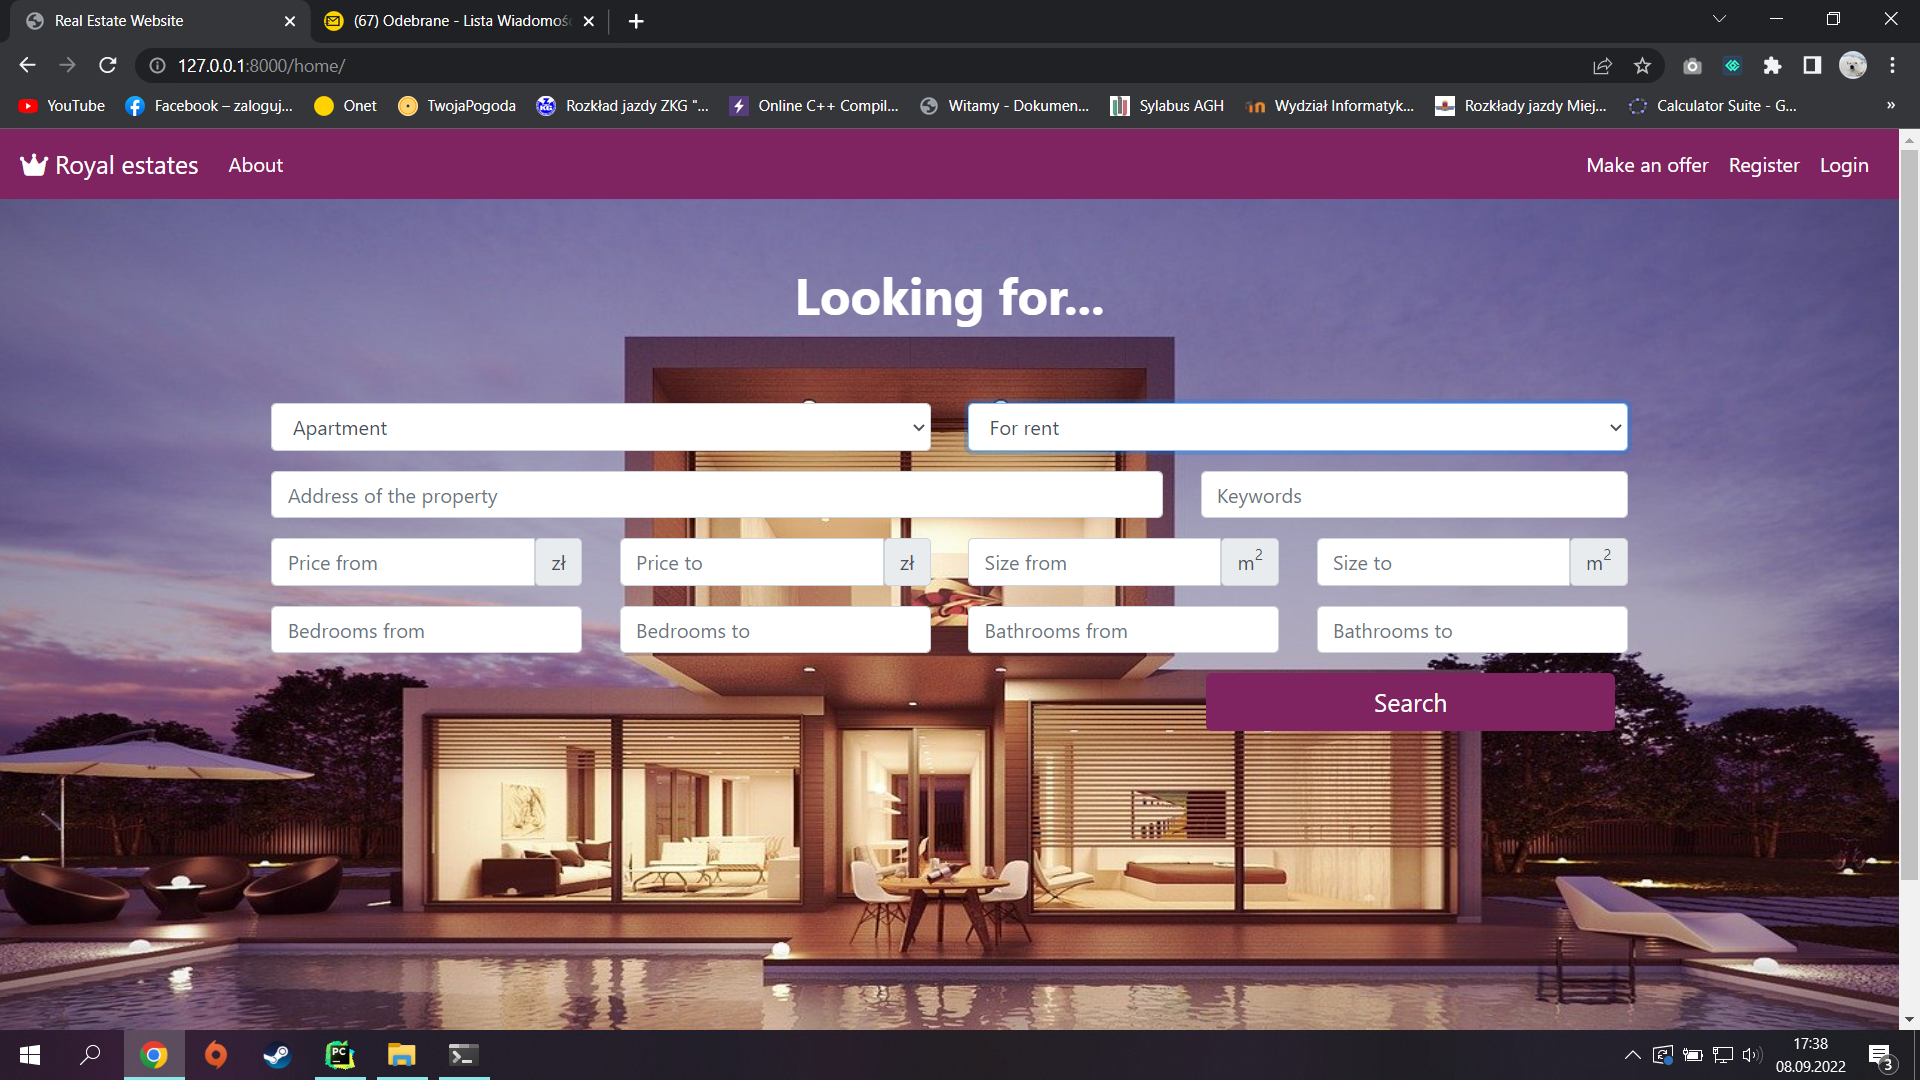 Real Estate Website
(67) Odebrane - Lista Wiadomośc
127.0.0.1:8000/home/
YouTube
Facebook – zaloguj...
Onet
TwojaPogoda
Rozkład jazdy ZKG "...
Online C++ Compil...
Witamy - Dokumen...
Sylabus AGH
Wydział Informatyk...
Rozkłady jazdy Miej...
Calculator Suite - G...
»
Royal estates
About
Make an offer
Register
Login
Looking for...
Apartment
For rent
Address of the property
Keywords
Price from
zł
Price to
zł
Size from
m²
Size to
m²
Bedrooms from
Bedrooms to
Bathrooms from
Bathrooms to
Search
PC
17:38
08.09.2022
3